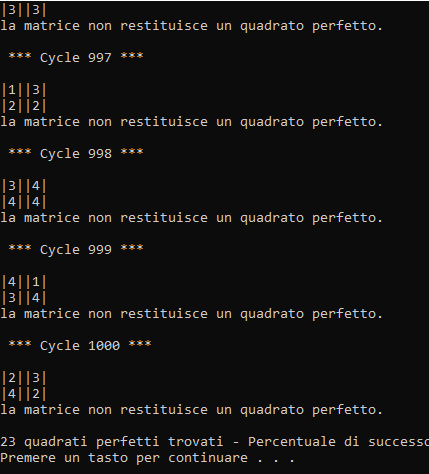 |3||3|
la matrice non restituisce un quadrato perfetto.
*** Cycle 997 ***
|1||3|
|2||2|
la matrice non restituisce un quadrato perfetto.
*** Cycle 998 ***
|3||4|
|4||4|
la matrice non restituisce un quadrato perfetto.
*** Cycle 999 ***
|4||1|
|3||4|
la matrice non restituisce un quadrato perfetto.
*** Cycle 1000 ***
|2||3|
|4||2|
la matrice non restituisce un quadrato perfetto.
23 quadrati perfetti trovati - Percentuale di successo
Premere un tasto per continuare . . .